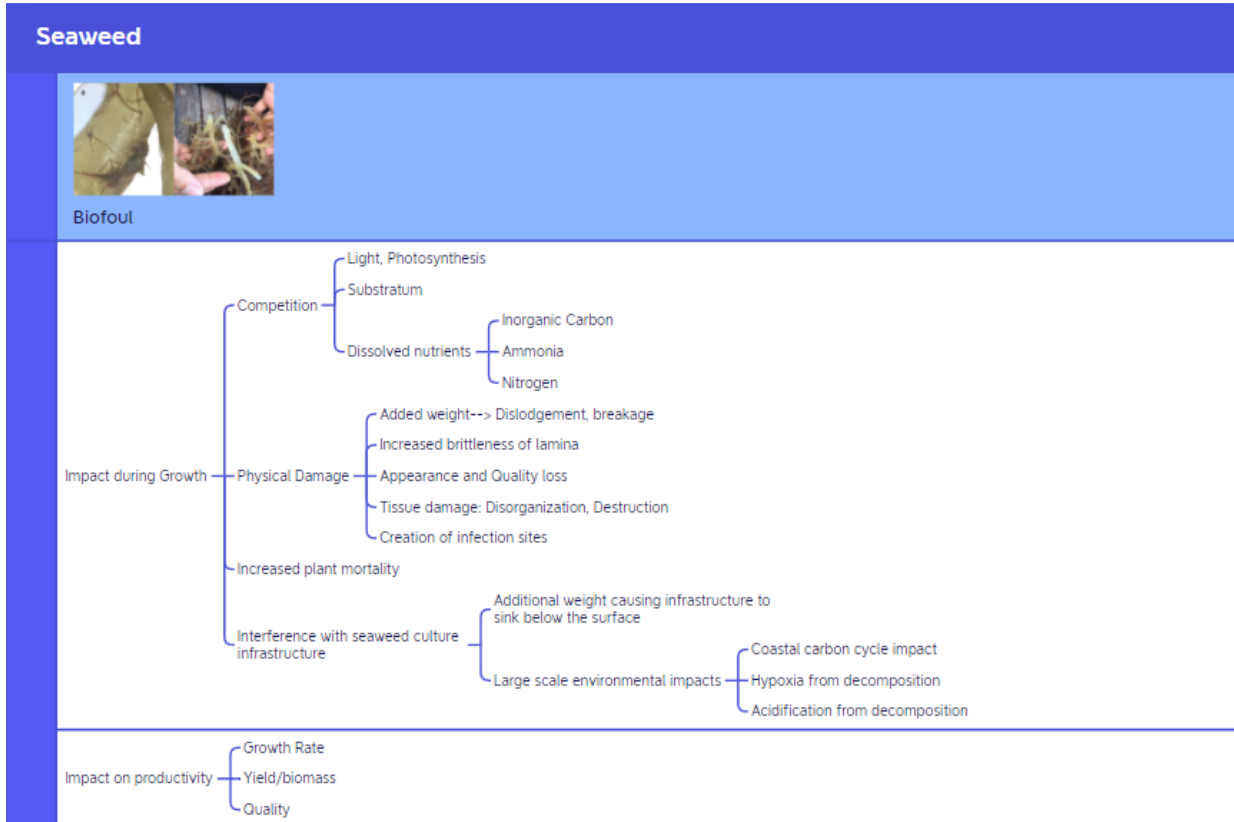 Seaweed
Biofoul
Light, Photosynthesis
Substratum
Competition
Inorganic Carbon
Dissolved nutrients
Ammonia
Nitrogen
Added weight--> Dislodgement, breakage
Increased brittleness of lamina
Impact during Growth
Physical Damage
Appearance and Quality loss
Tissue damage: Disorganization, Destruction
Creation of infection sites
Increased plant mortality
Additional weight causing infrastructure to
sink below the surface
Interference with seaweed culture
infrastructure
Coastal carbon cycle impact
Large scale environmental impacts
Hypoxia from decomposition
Acidification from decomposition
Growth Rate
Impact on productivity
Yield/biomass
Quality